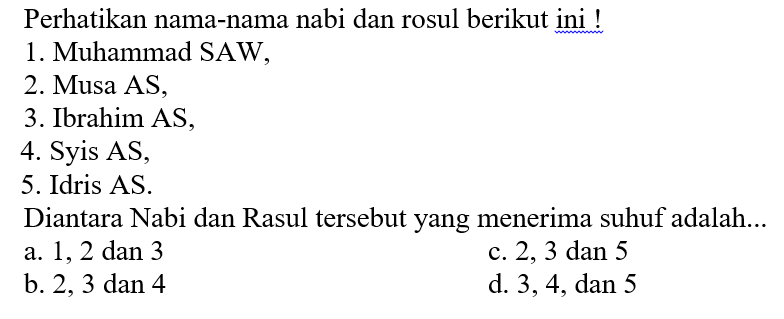 Perhatikan nama-nama nabi dan rosul berikut ini !
1. Muhammad SAW,
2. Musa AS,
3. Ibrahim AS,
4. Syis AS,
5. Idris AS.
Diantara Nabi dan Rasul tersebut yang menerima suhuf adalah...
a. 1, 2 dan 3 c. 2, 3 dan 5
b. 2, 3 dan 4 d. 3, 4, dan 5